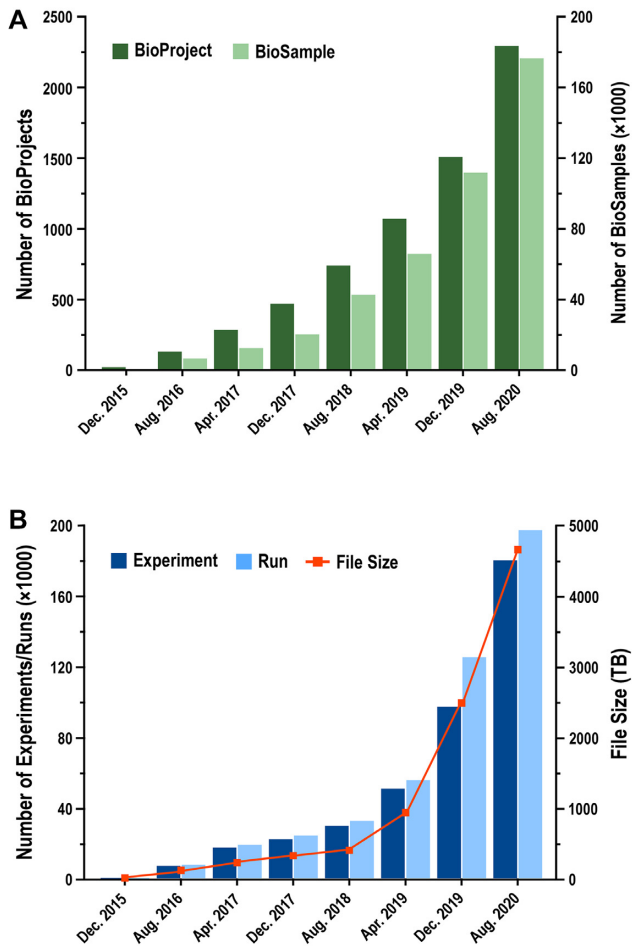 A
BioProject
BioSample
Number of BioProjects
2500
2000
1500
1000
500
0
Number of BioSamples (×1000)
200
160
120
80
40
0
Dec. 2015
Aug. 2016
Apr. 2017
Dec. 2017
Aug. 2018
Apr. 2019
Dec. 2019
Aug. 2020
B
Experiment
Run
File Size
Number of Experiments/Runs (×1000)
200
160
120
80
40
0
File Size (TB)
5000
4000
3000
2000
1000
0
Dec. 2015
Aug. 2016
Apr. 2017
Dec. 2017
Aug. 2018
Apr. 2019
Dec. 2019
Aug. 2020